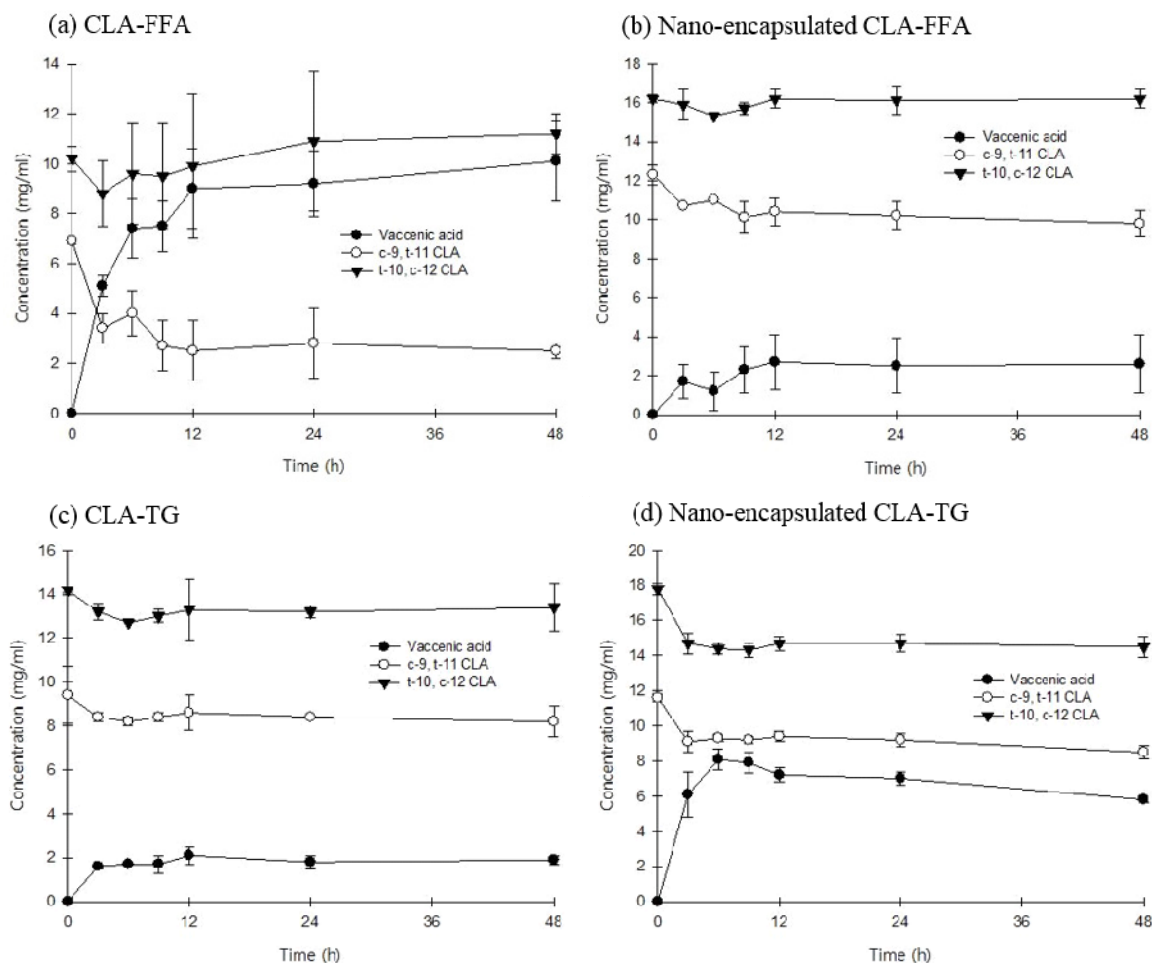 (a) CLA-FFA
14
12
10
8
6
4
2
0
Concentration (mg/ml)
Vaccenic acid
c-9, t-11 CLA
t-10, c-12 CLA
0 12 24 36 48
Time (h)
(b) Nano-encapsulated CLA-FFA
18
16
14
12
10
8
6
4
2
0
Concentration (mg/ml)
Vaccenic acid
c-9, t-11 CLA
t-10, c-12 CLA
0 12 24 36 48
Time (h)
(c) CLA-TG
16
14
12
10
8
6
4
2
0
Concentration (mg/ml)
Vaccenic acid
c-9, t-11 CLA
t-10, c-12 CLA
0 12 24 36 48
Time (h)
(d) Nano-encapsulated CLA-TG
20
18
16
14
12
10
8
6
4
2
0
Concentration (mg/ml)
Vaccenic acid
c-9, t-11 CLA
t-10, c-12 CLA
0 12 24 36 48
Time (h)